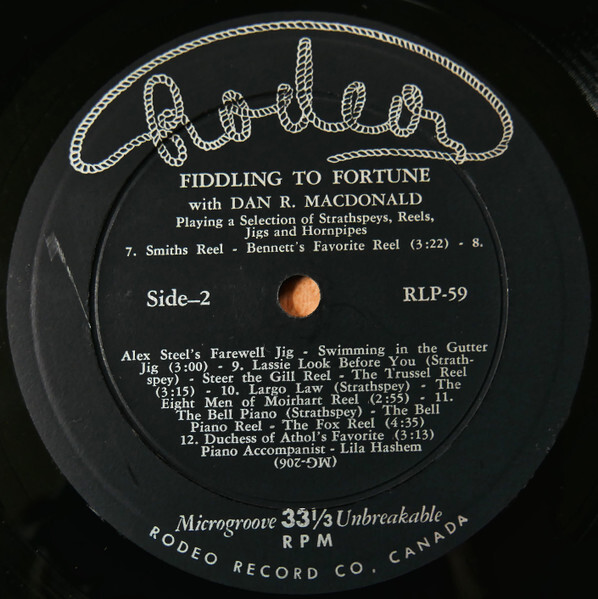 Rodeo
FIDDLING TO FORTUNE
with DAN R. MACDONALD
Playing a Selection of Strathspeys, Reels,
Jigs and Hornpipes
7. Smiths Reel - Bennett's Favorite Reel (3:22) - 8.
Side-2
RLP-59
Alex Steel's Farewell Jig - Swimming in the Gutter
Jig (3:00) - 9. Lassie Look Before You (Strath-
spey) - Steer the Gill Reel - The Trussel Reel
(3:15) - 10. Largo Law (Strathspey) - The
Eight Men of Moirhart Reel (2:55) - 11.
The Bell Piano (Strathspey) - The Bell
Piano Reel - The Fox Reel (4:35)
12. Duchess of Athol's Favorite (3:13)
Piano Accompanist - Lila Hashem
(MG-206)
Microgroove 33 1/3 Unbreakable
RPM
RODEO RECORD CO, CANADA